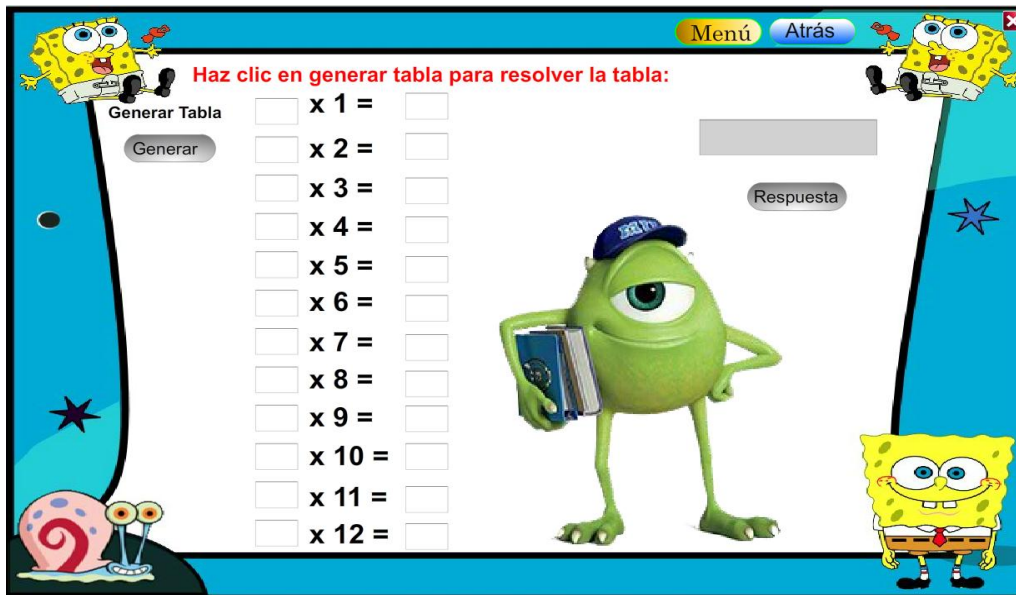 Menú
Atrás
Haz clic en generar tabla para resolver la tabla:
Generar Tabla
Generar
x 1 =
x 2 =
x 3 =
x 4 =
x 5 =
x 6 =
x 7 =
x 8 =
x 9 =
x 10 =
x 11 =
x 12 =
Respuesta
MU